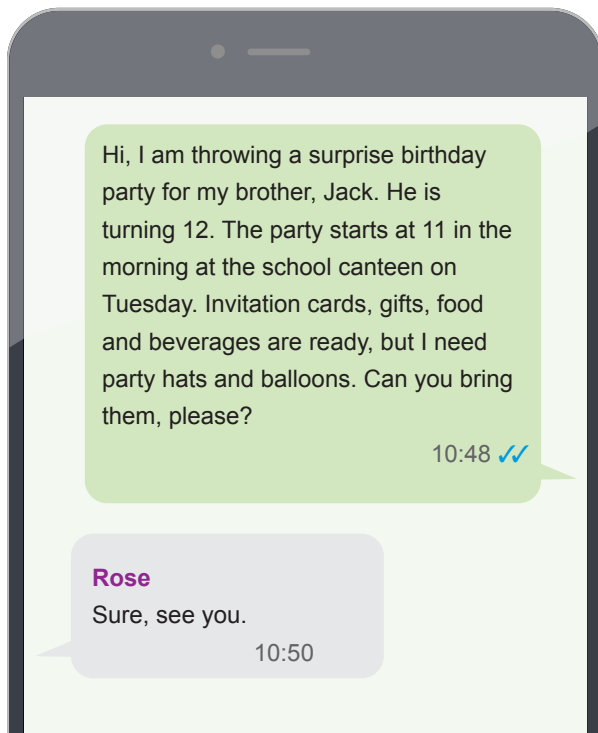 Hi, I am throwing a surprise birthday
party for my brother, Jack. He is
turning 12. The party starts at 11 in the
morning at the school canteen on
Tuesday. Invitation cards, gifts, food
and beverages are ready, but I need
party hats and balloons. Can you bring
them, please?
10:48
Rose
Sure, see you.
10:50